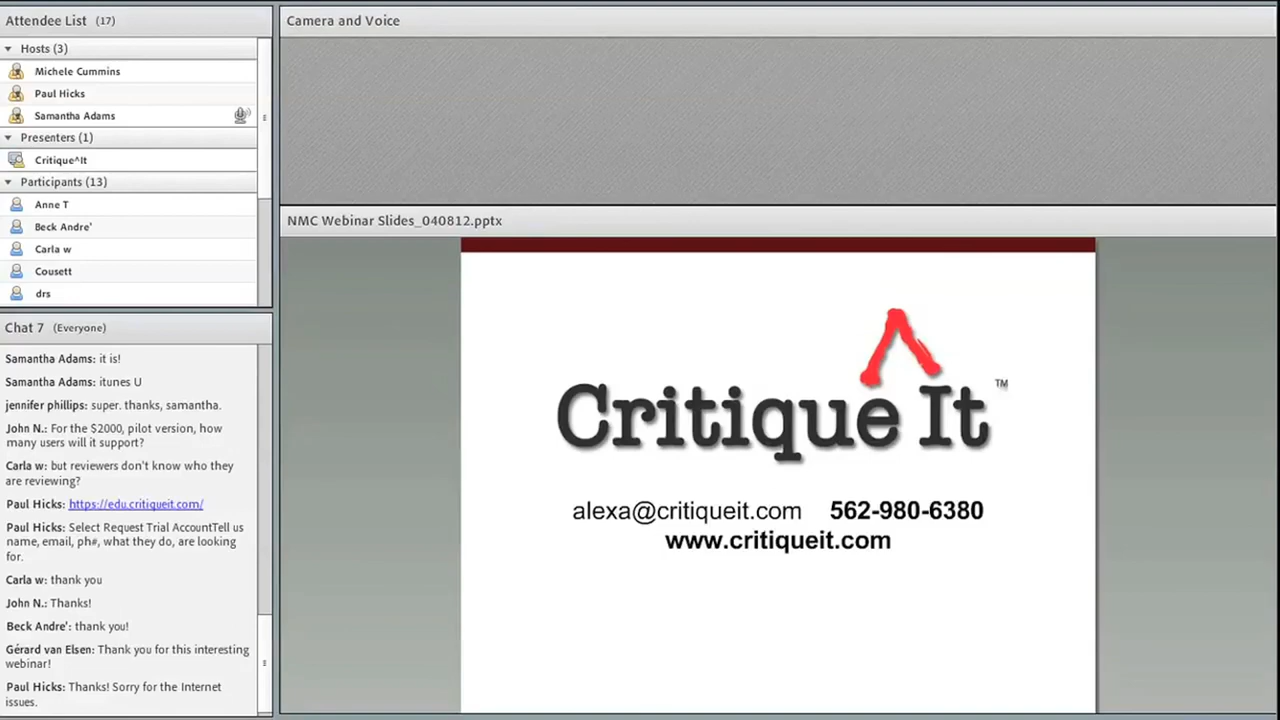 Attendee List (17)
Hosts (3)
Michele Cummins
Paul Hicks
Samantha Adams
Presenters (1)
Critique^It
Participants (13)
Anne T
Beck Andre'
Carla w
Cousett
drs
Chat 7 (Everyone)
Samantha Adams: it is!
Samantha Adams: itunes U
jennifer phillips: super. thanks, samantha.
John N.: For the $2000, pilot version, how
many users will it support?
Carla w: but reviewers don't know who they
are reviewing?
Paul Hicks: https://edu.critiqueit.com/
Paul Hicks: Select Request Trial AccountTell us
name, email, ph#, what they do, are looking
for.
Carla w: thank you
John N.: Thanks!
Beck Andre': thank you!
Gérard van Elsen: Thank you for this interesting
webinar!
Paul Hicks: Thanks! Sorry for the Internet
issues.
Camera and Voice
NMC Webinar Slides_040812.pptx
Critique It ™
alexa@critiqueit.com 562-980-6380
www.critiqueit.com